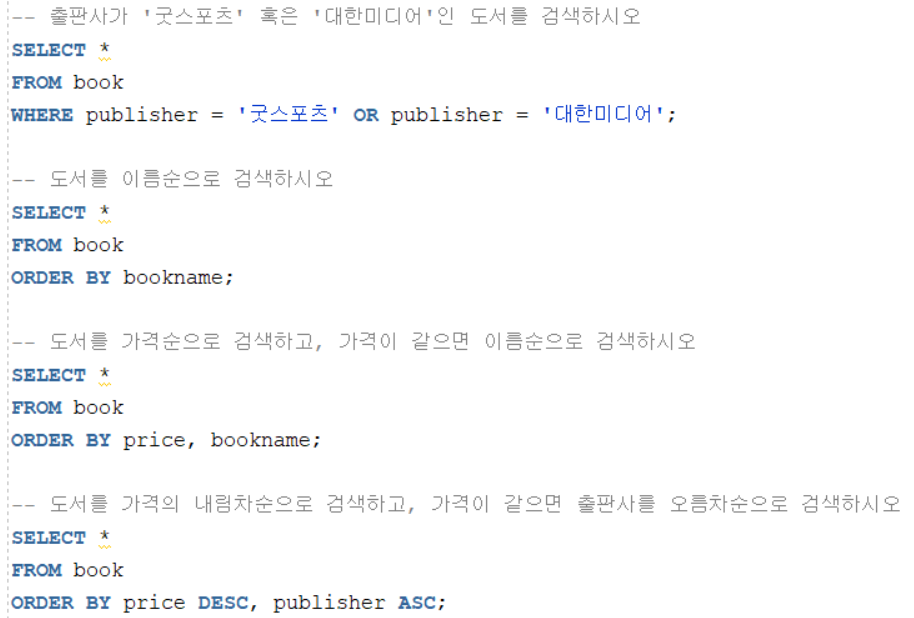 -- 출판사가 '굿스포츠' 혹은 '대한미디어'인 도서를 검색하시오
SELECT *
FROM book
WHERE publisher = '굿스포츠' OR publisher = '대한미디어';
-- 도서를 이름순으로 검색하시오
SELECT *
FROM book
ORDER BY bookname;
-- 도서를 가격순으로 검색하고, 가격이 같으면 이름순으로 검색하시오
SELECT *
FROM book
ORDER BY price, bookname;
-- 도서를 가격의 내림차순으로 검색하고, 가격이 같으면 출판사를 오름차순으로 검색하시오
SELECT *
FROM book
ORDER BY price DESC, publisher ASC;